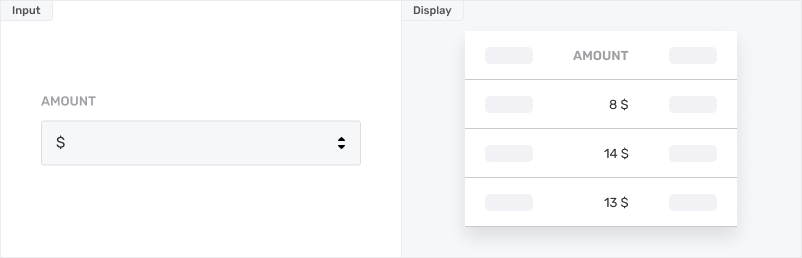 Input
Display
AMOUNT
$
AMOUNT
8 $
14 $
13 $